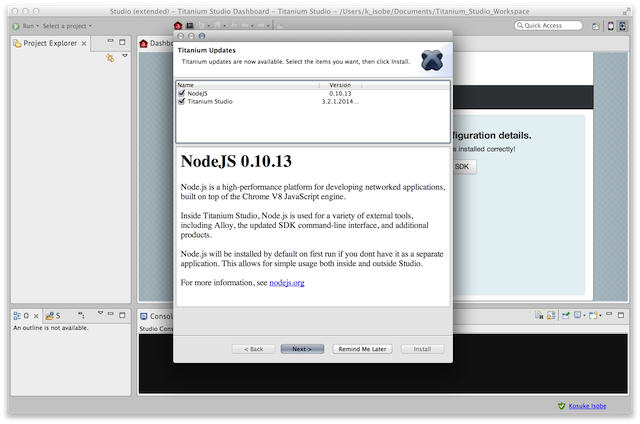 Studio (extended) – Titanium Studio Dashboard – Titanium Studio – /Users/k_isobe/Documents/Titanium_Studio_Workspace
Run
Select a project
Quick Access
Project Explorer
Dashbo
Titanium Updates
Titanium updates are now available. Select the items you want, then click Install.
Name Version
NodeJS 0.10.13
Titanium Studio 3.2.1.2014...
NodeJS 0.10.13
Node.js is a high-performance platform for developing networked applications,
built on top of the Chrome V8 JavaScript engine.
Inside Titanium Studio, Node.js is used for a variety of external tools,
including Alloy, the updated SDK command-line interface, and additional
products.
Node.js will be installed by default on first run if you dont have it as a separate
application. This allows for simple usage both inside and outside Studio.
For more information, see nodejs.org
figuration details.
s installed correctly!
SDK
O
S
An outline is not available.
Consol
Studio Cons
< Back
Next >
Remind Me Later
Install
Kosuke Isobe